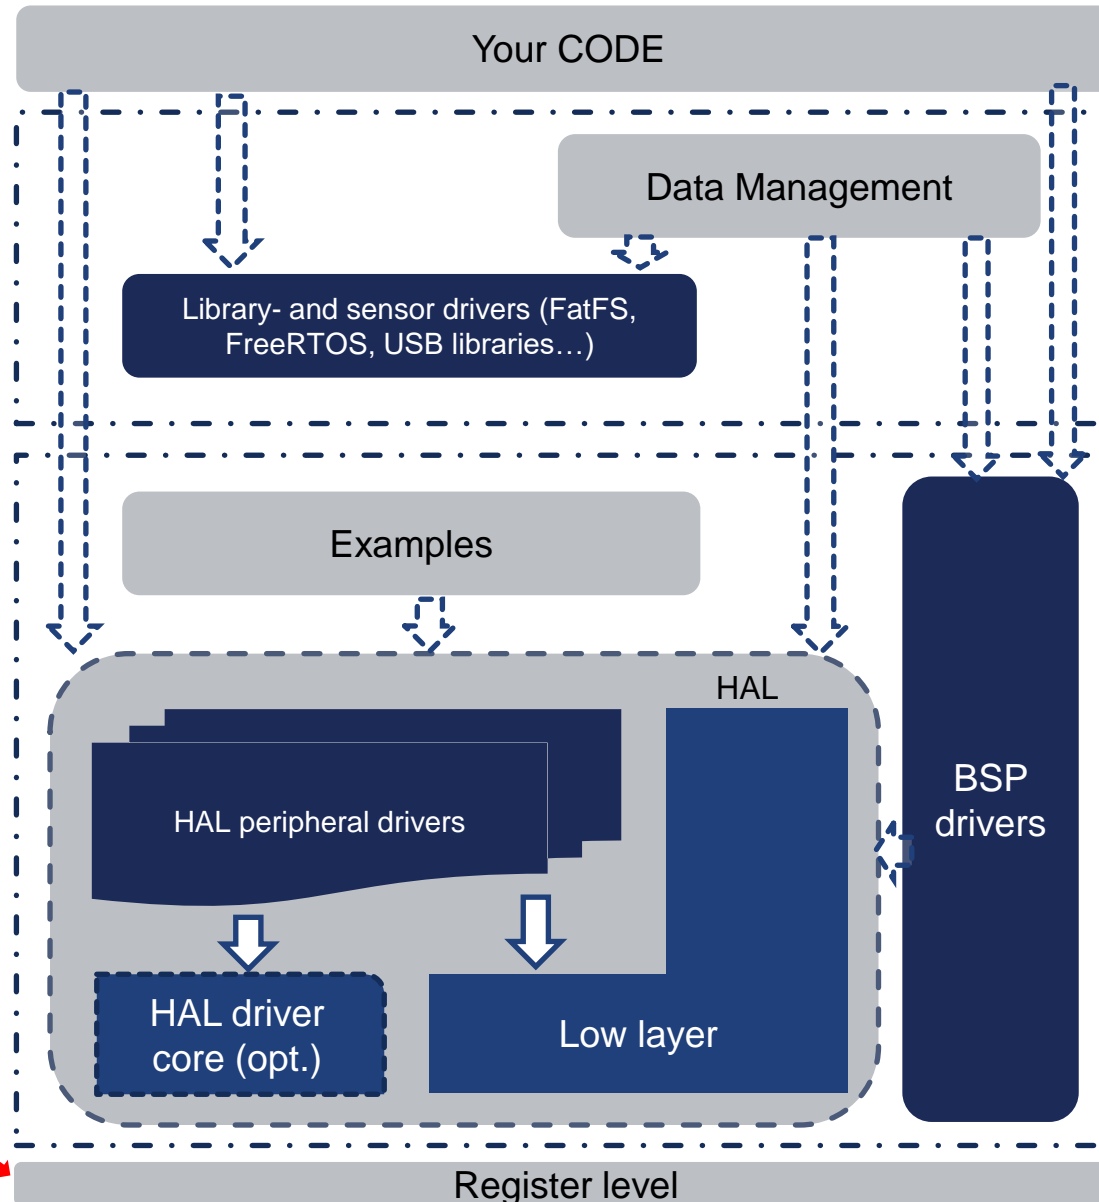 Your CODE
Data Management
Library- and sensor drivers (FatFS,
FreeRTOS, USB libraries…)
Examples
HAL
HAL peripheral drivers
BSP
drivers
HAL driver
core (opt.)
Low layer
Register level